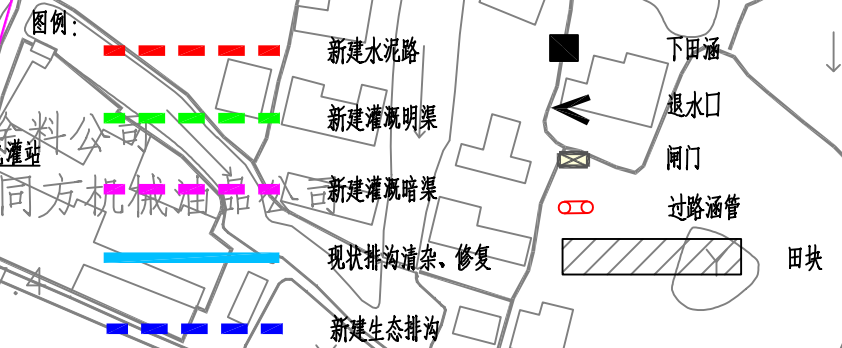 图例：
新建水泥路
下田涵
新建灌溉明渠
退水口
涂料公司
灌站
闸门
新建灌溉暗渠
同方机械油品公司
过路涵管
现状排沟清杂、修复
田块
.4
新建生态排沟